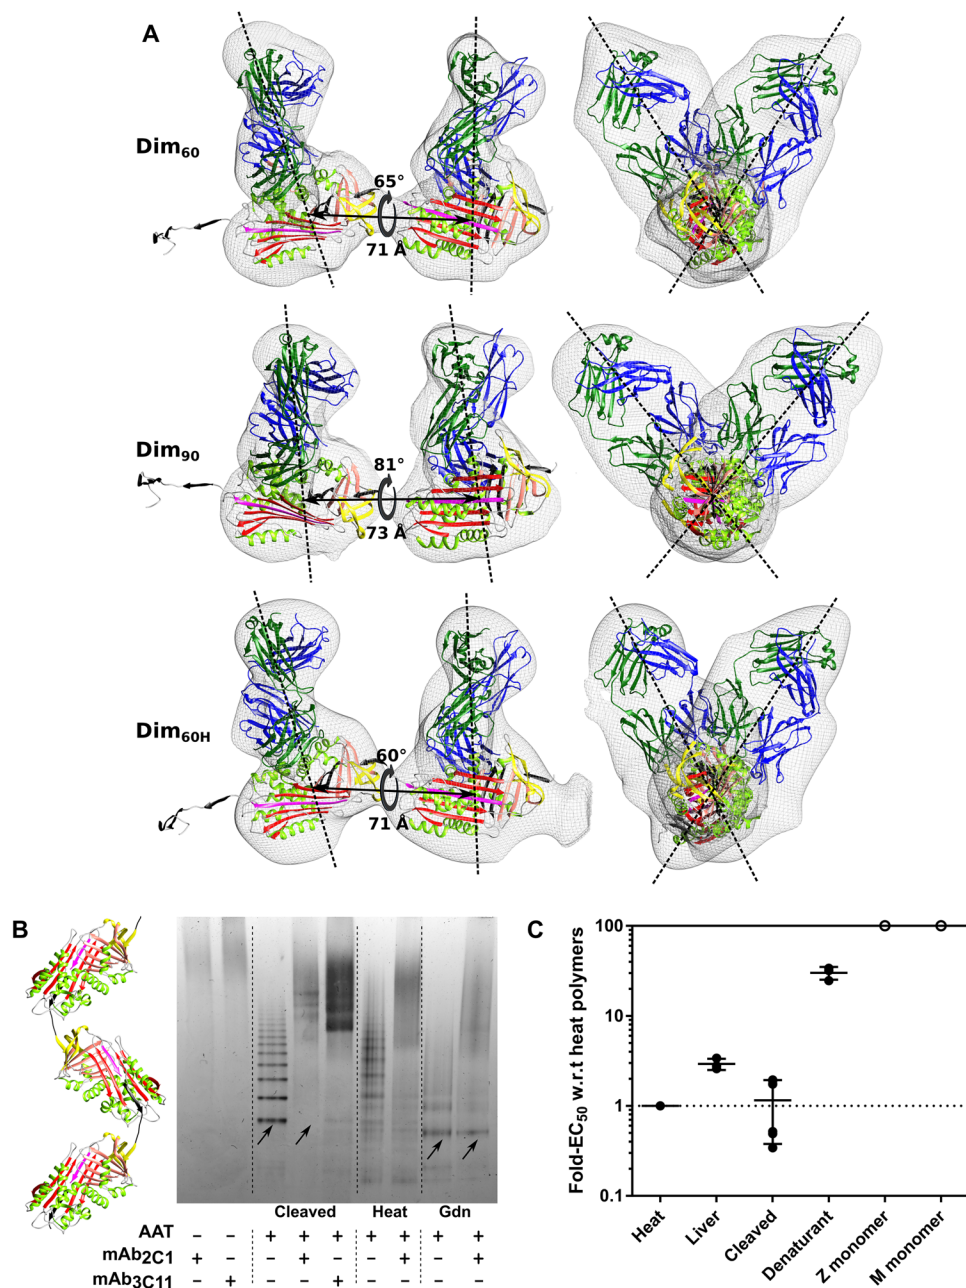 A
Dim60
65°
71 Å
Dim90
81°
73 Å
Dim60H
60°
71 Å
B
Cleaved Heat Gdn
AAT – – + + + + + + +
mAb2C1 + – – + – – + – +
mAb3C11 – + – – + – – – –
C
Fold-EC50 w.r.t heat polymers
100
10
1
0.1
Heat
Liver
Cleaved
Denaturant
Z monomer
M monomer